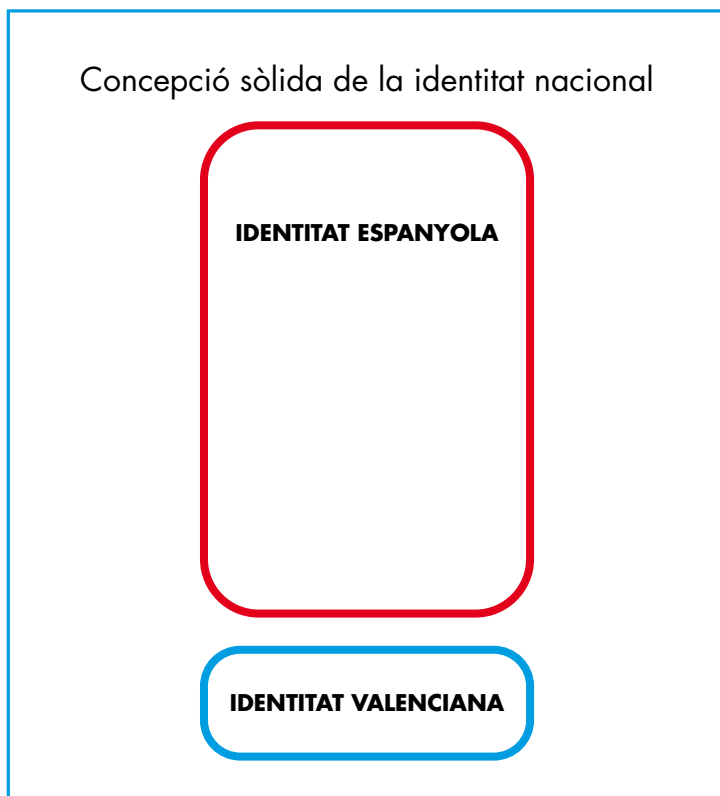 Concepció sòlida de la identitat nacional
IDENTITAT ESPANYOLA
IDENTITAT VALENCIANA